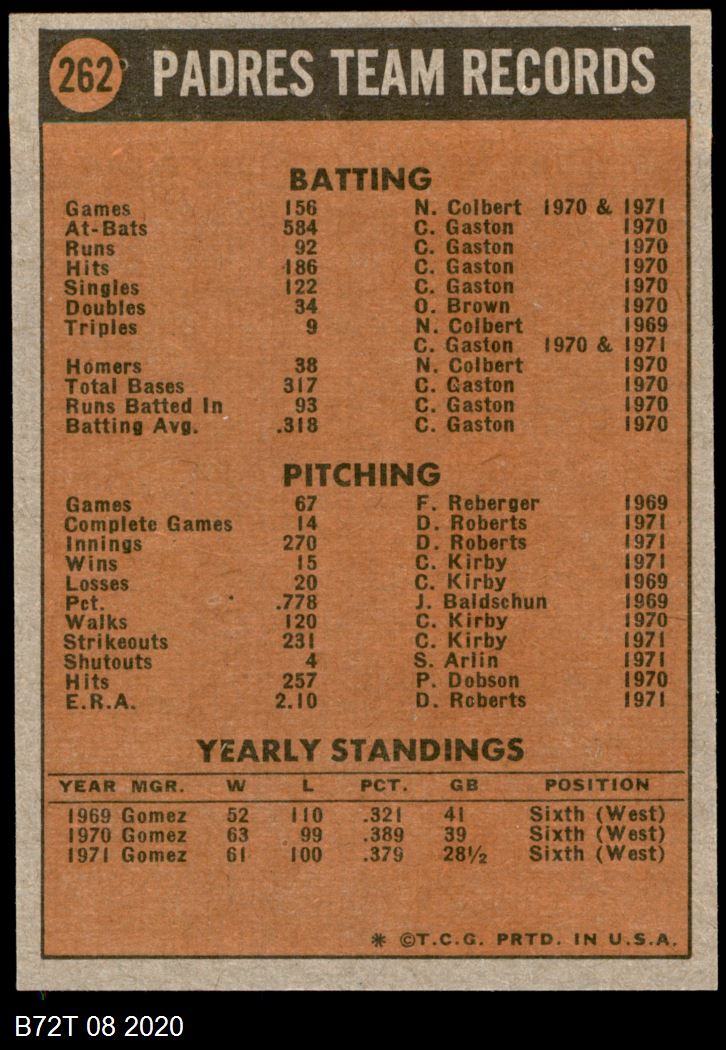 262 PADRES TEAM RECORDS
BATTING
Games 156 N. Colbert 1970 & 1971
At-Bats 584 C. Gaston 1970
Runs 92 C. Gaston 1970
Hits 186 C. Gaston 1970
Singles 122 C. Gaston 1970
Doubles 34 O. Brown 1970
Triples 9 N. Colbert 1969
C. Gaston 1970 & 1971
Homers 38 N. Colbert 1970
Total Bases 317 C. Gaston 1970
Runs Batted In 93 C. Gaston 1970
Batting Avg. .318 C. Gaston 1970
PITCHING
Games 67 F. Reberger 1969
Complete Games 14 D. Roberts 1971
Innings 270 D. Roberts 1971
Wins 15 C. Kirby 1971
Losses 20 C. Kirby 1969
Pct. .778 J. Baldschun 1969
Walks 120 C. Kirby 1970
Strikeouts 231 C. Kirby 1971
Shutouts 4 S. Arlin 1971
Hits 257 P. Dobson 1970
E.R.A. 2.10 D. Roberts 1971
YEARLY STANDINGS
YEAR MGR. W L PCT. GB POSITION
1969 Gomez 52 110 .321 41 Sixth (West)
1970 Gomez 63 99 .389 39 Sixth (West)
1971 Gomez 61 100 .379 28½ Sixth (West)
* ©T.C.G. PRTD. IN U.S.A.
B72T 08 2020